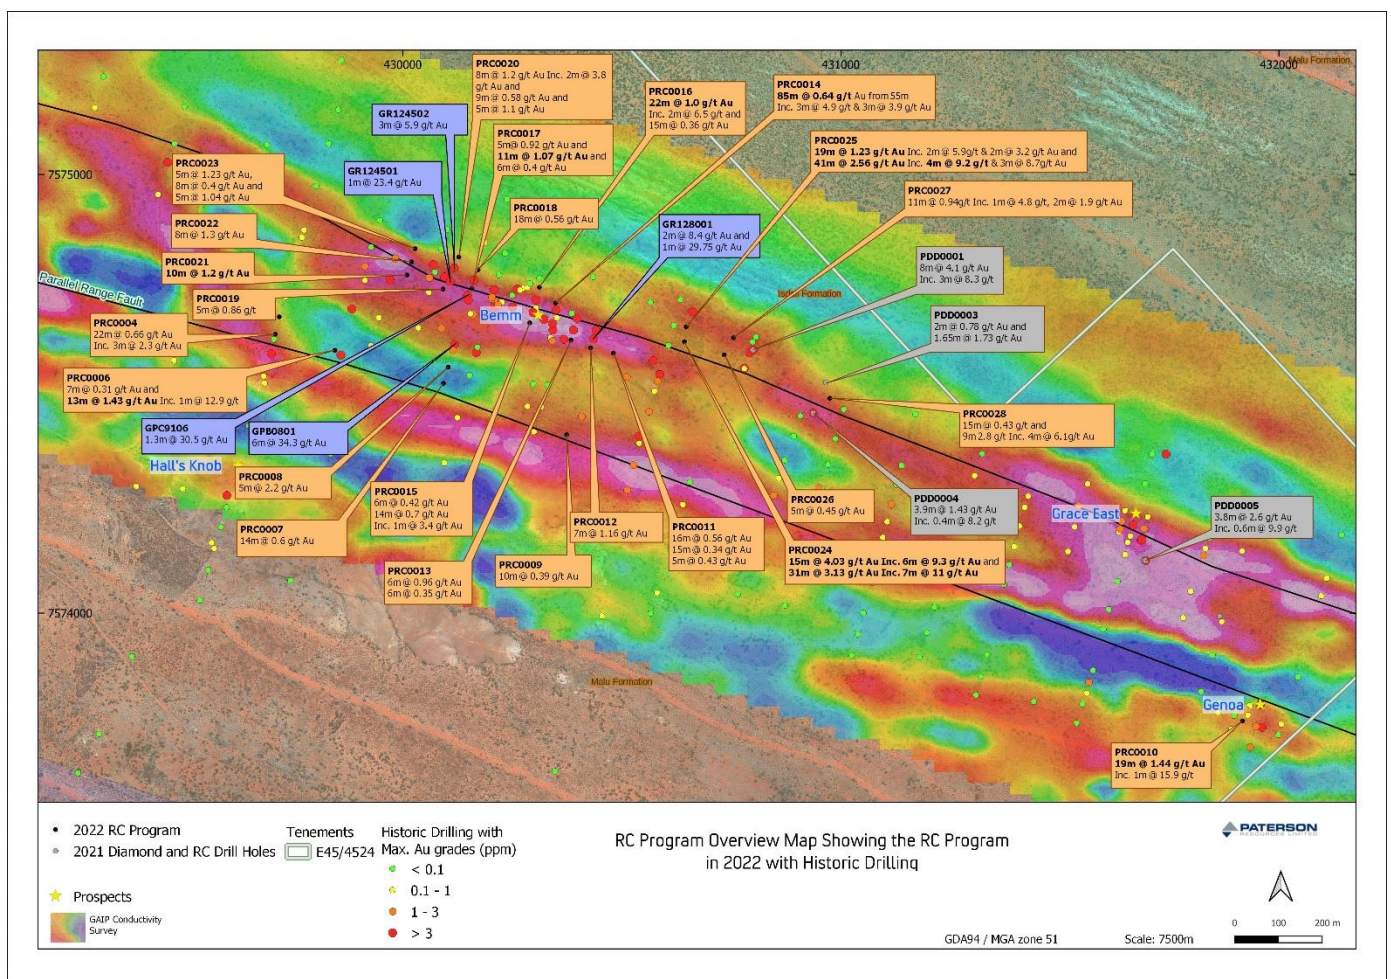 430000
431000
432000
Malu Formation
7575000
PRC0020
8m @ 1.2 g/t Au Inc. 2m @ 3.8
g/t Au and
9m @ 0.58 g/t Au and
5m @ 1.1 g/t Au
PRC0016
22m @ 1.0 g/t Au
Inc. 2m @ 6.5 g/t and
15m @ 0.36 g/t Au
PRC0014
85m @ 0.64 g/t Au from 55m
Inc. 3m @ 4.9 g/t & 3m @ 3.9 g/t Au
GR124502
3m @ 5.9 g/t Au
PRC0017
5m@ 0.92 g/t Au and
11m @ 1.07 g/t Au and
6m @ 0.4 g/t Au
PRC0025
19m @ 1.23 g/t Au Inc. 2m @ 5.9g/t & 2m @ 3.2 g/t Au and
41m @ 2.56 g/t Au Inc. 4m @ 9.2 g/t & 3m @ 8.7g/t Au
PRC0023
5m @ 1.23 g/t Au,
8m @ 0.4 g/t Au and
5m @ 1.04 g/t Au
GR124501
1m @ 23.4 g/t Au
PRC0027
11m @ 0.94g/t Inc. 1m @ 4.8 g/t, 2m @ 1.9 g/t Au
PRC0018
18m @ 0.56 g/t Au
PRC0022
8m @ 1.3 g/t Au
GR128001
2m @ 8.4 g/t Au and
1m @ 29.75 g/t Au
PRC0021
10m @ 1.2 g/t Au
PDD0001
8m @ 4.1 g/t Au
Inc. 3m @ 8.3 g/t
Parallel Range Fault
PRC0019
5m @ 0.86 g/t
Isdell Formation
Bemm
PDD0003
2m @ 0.78 g/t Au and
1.65m @ 1.73 g/t Au
PRC0004
22m @ 0.66 g/t Au
Inc. 3m @ 2.3 g/t Au
PRC0006
7m @ 0.31 g/t Au and
13m @ 1.43 g/t Au Inc. 1m @ 12.9 g/t
PRC0028
15m @ 0.43 g/t and
9m 2.8 g/t Inc. 4m @ 6.1g/t Au
GPC9106
1.3m @ 30.5 g/t Au
GPB0801
6m @ 34.3 g/t Au
Hall's Knob
PRC0008
5m @ 2.2 g/t Au
PRC0015
6m @ 0.42 g/t Au
14m @ 0.7 g/t Au
Inc. 1m @ 3.4 g/t Au
PRC0026
5m @ 0.45 g/t Au
PDD0004
3.9m @ 1.43 g/t Au
Inc. 0.4m @ 8.2 g/t
Grace East
PDD0005
3.8m @ 2.6 g/t Au
Inc. 0.6m @ 9.9 g/t
PRC0007
14m @ 0.6 g/t Au
PRC0012
7m @ 1.16 g/t Au
PRC0011
16m @ 0.56 g/t Au
15m @ 0.34 g/t Au
5m @ 0.43 g/t Au
PRC0024
15m @ 4.03 g/t Au Inc. 6m @ 9.3 g/t Au and
31m @ 3.13 g/t Au Inc. 7m @ 11 g/t Au
PRC0013
6m @ 0.96 g/t Au
6m @ 0.35 g/t Au
PRC0009
10m @ 0.39 g/t Au
7574000
Malu Formation
Genoa
PRC0010
19m @ 1.44 g/t Au
Inc. 1m @ 15.9 g/t
2022 RC Program
2021 Diamond and RC Drill Holes
Prospects
GAIP Conductivity
Survey
Tenements
E45/4524
Historic Drilling with
Max. Au grades (ppm)
< 0.1
0.1 - 1
1 - 3
> 3
RC Program Overview Map Showing the RC Program
in 2022 with Historic Drilling
PATERSON
RESOURCES LIMITED
0 100 200 m
GDA94 / MGA zone 51
Scale: 7500m